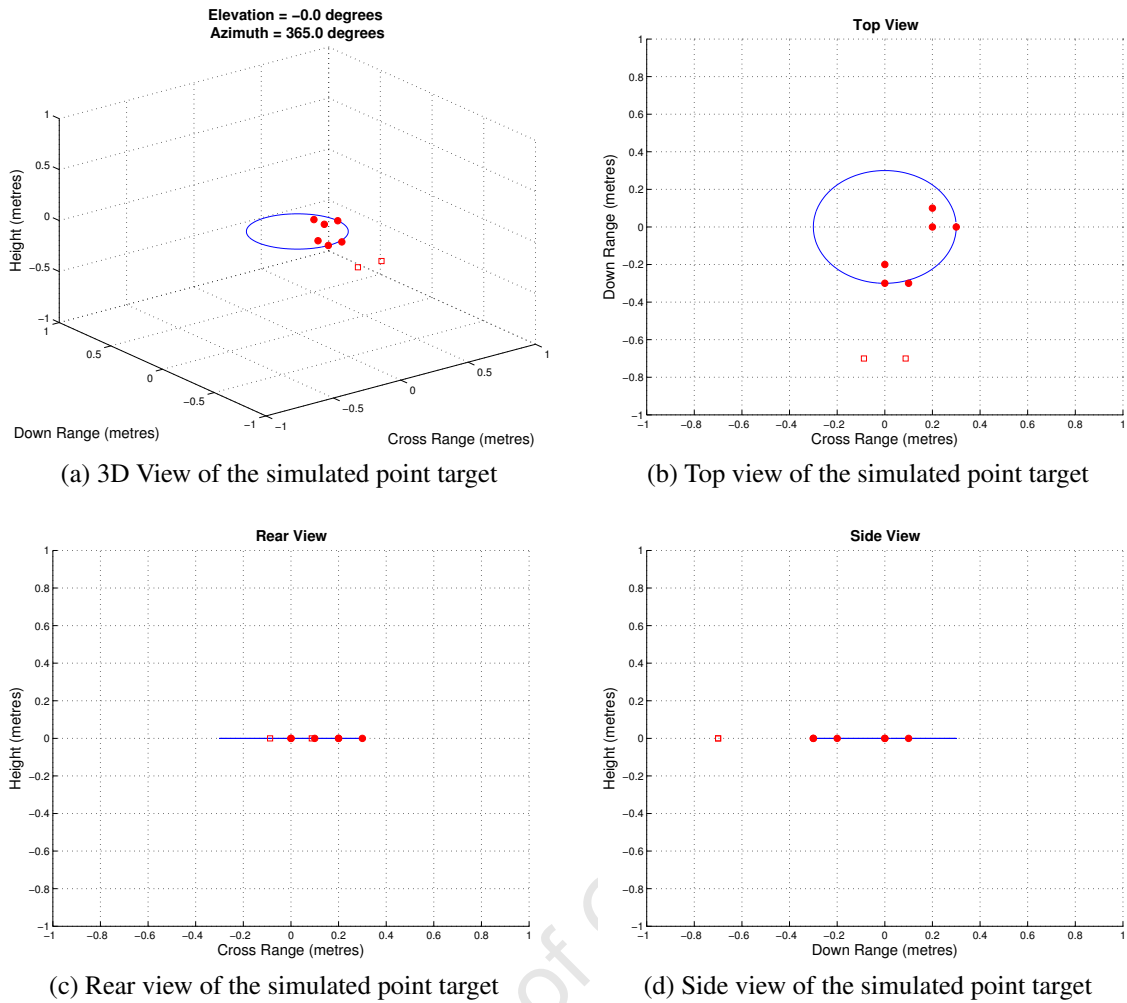 Elevation = −0.0 degrees
Azimuth = 365.0 degrees
1
0.5
0
−0.5
−1
Height (metres)
1
0.5
0
−0.5
−1
Down Range (metres)
−1
−0.5
0
0.5
1
Cross Range (metres)
(a) 3D View of the simulated point target
Top View
1
0.8
0.6
0.4
0.2
0
−0.2
−0.4
−0.6
−0.8
−1
Down Range (metres)
−1 −0.8 −0.6 −0.4 −0.2 0 0.2 0.4 0.6 0.8 1
Cross Range (metres)
(b) Top view of the simulated point target
Rear View
1
0.8
0.6
0.4
0.2
0
−0.2
−0.4
−0.6
−0.8
−1
Height (metres)
−1 −0.8 −0.6 −0.4 −0.2 0 0.2 0.4 0.6 0.8 1
Cross Range (metres)
(c) Rear view of the simulated point target
Side View
1
0.8
0.6
0.4
0.2
0
−0.2
−0.4
−0.6
−0.8
−1
Height (metres)
−1 −0.8 −0.6 −0.4 −0.2 0 0.2 0.4 0.6 0.8 1
Down Range (metres)
(d) Side view of the simulated point target
of